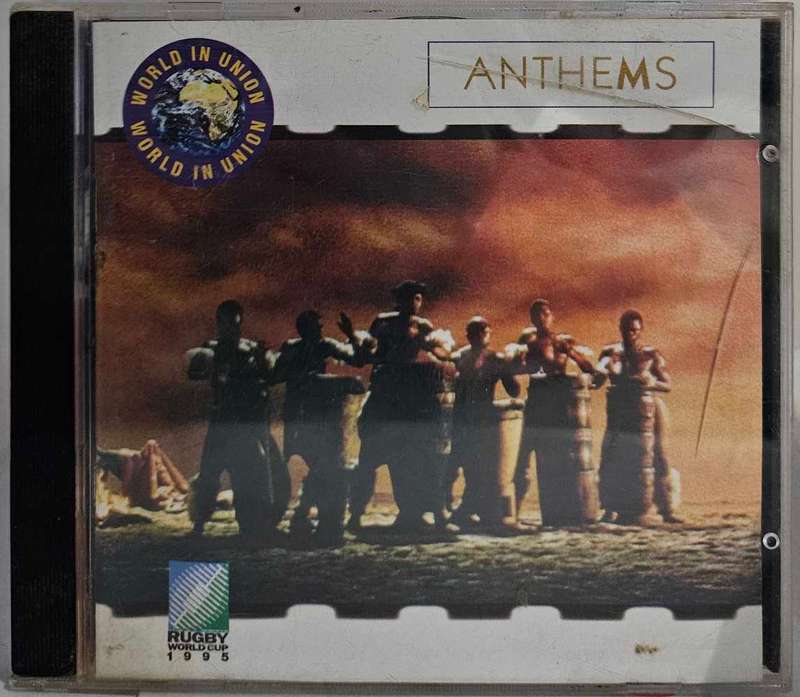 WORLD IN UNION
WORLD IN UNION
ANTHEMS
RUGBY
WORLD CUP
1995